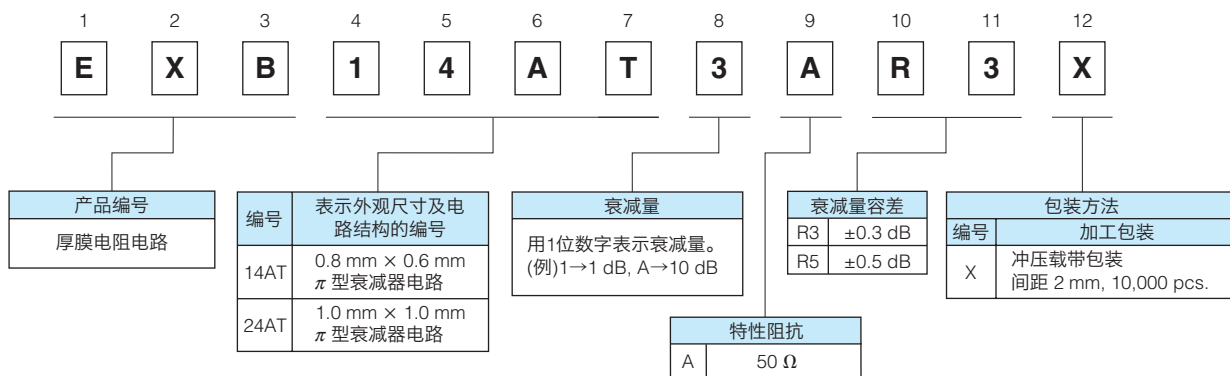 1 2 3 4 5 6 7 8 9 10 11 12
E X B 1 4 A T 3 A R 3 X
产品编号
厚膜电阻电路
编号 表示外观尺寸及电
路结构的编号
14AT 0.8 mm × 0.6 mm
π 型衰减器电路
24AT 1.0 mm × 1.0 mm
π 型衰减器电路
衰减量
用1位数字表示衰减量。
(例)1→1 dB, A→10 dB
特性阻抗
A 50 Ω
衰减量容差
R3 ±0.3 dB
R5 ±0.5 dB
包装方法
编号 加工包装
X 冲压载带包装
间距 2 mm, 10,000 pcs.